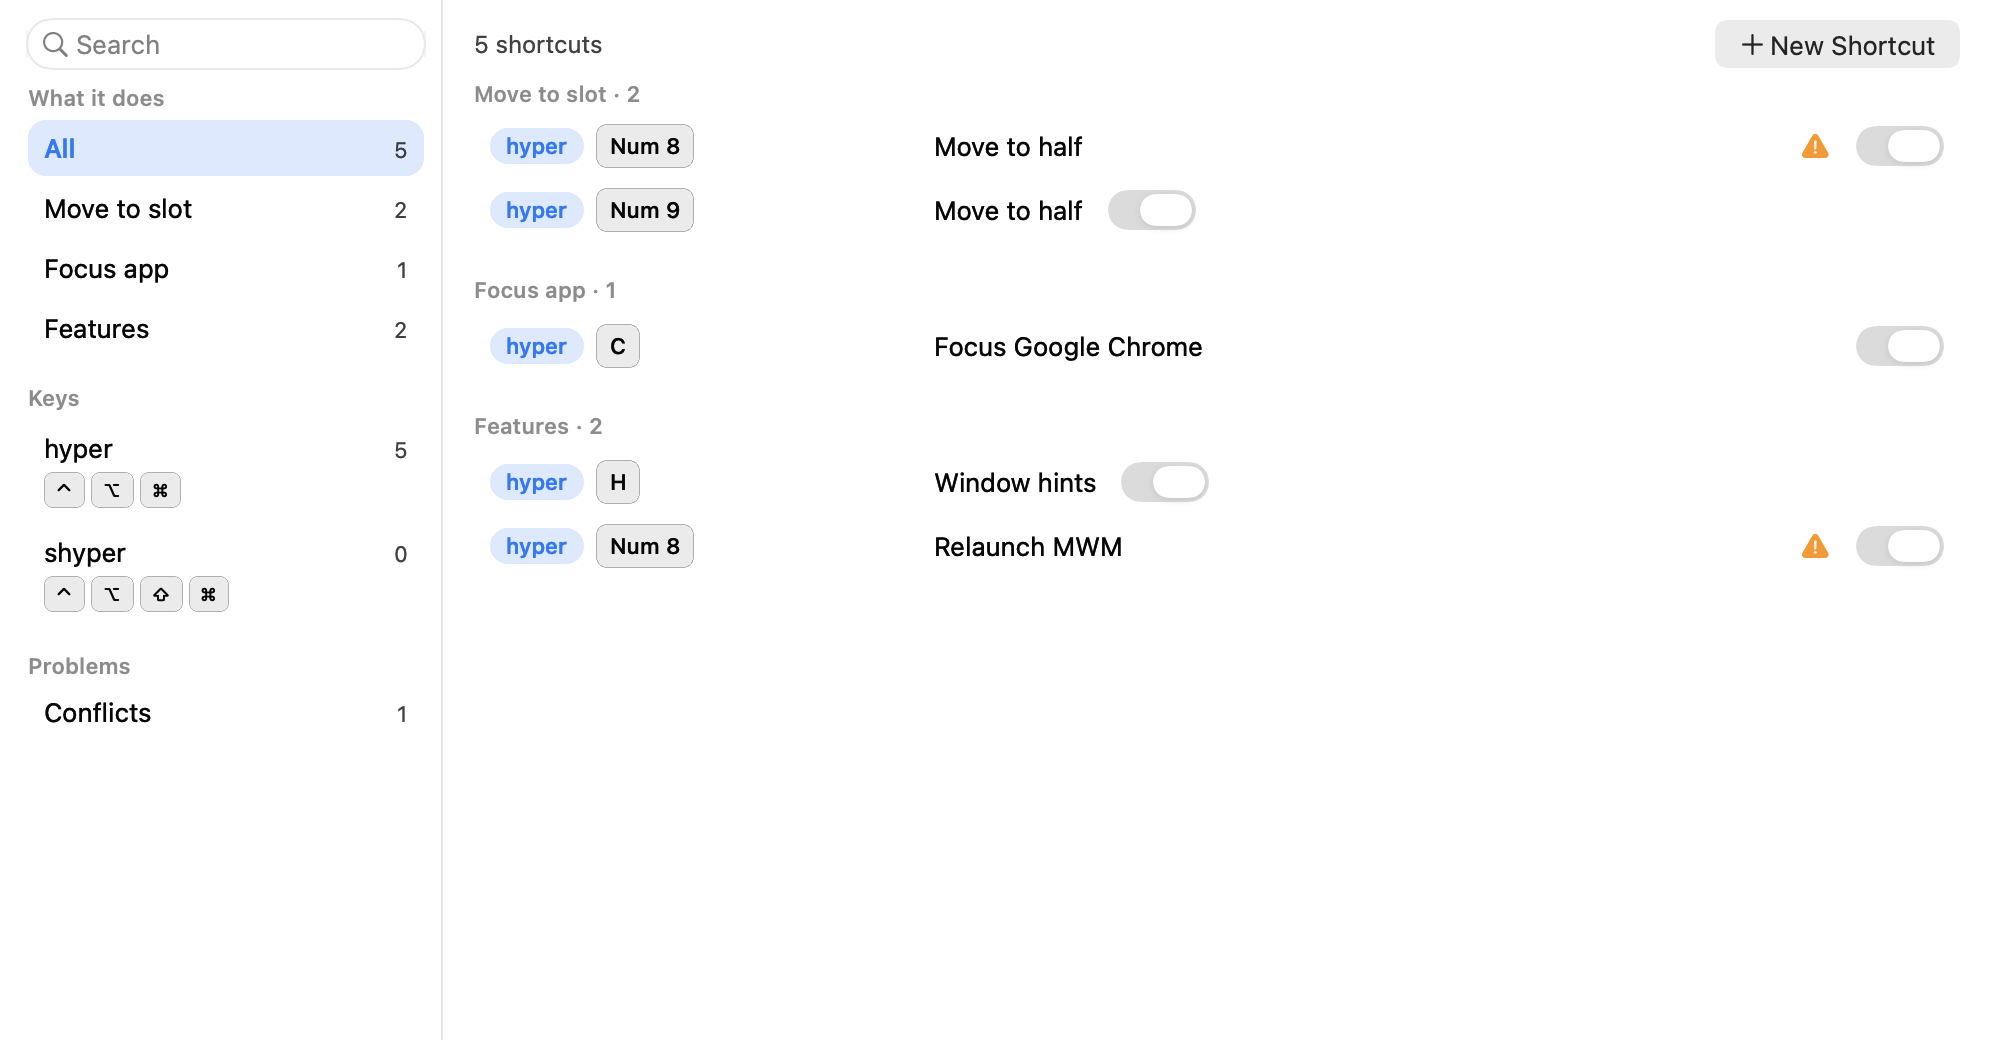 Search
What it does
All 5
Move to slot 2
Focus app 1
Features 2
Keys
hyper 5
^ ⌥ ⌘
shyper 0
^ ⌥ ⇧ ⌘
Problems
Conflicts 1
5 shortcuts
+ New Shortcut
Move to slot · 2
hyper Num 8 Move to half
hyper Num 9 Move to half
Focus app · 1
hyper C Focus Google Chrome
Features · 2
hyper H Window hints
hyper Num 8 Relaunch MWM